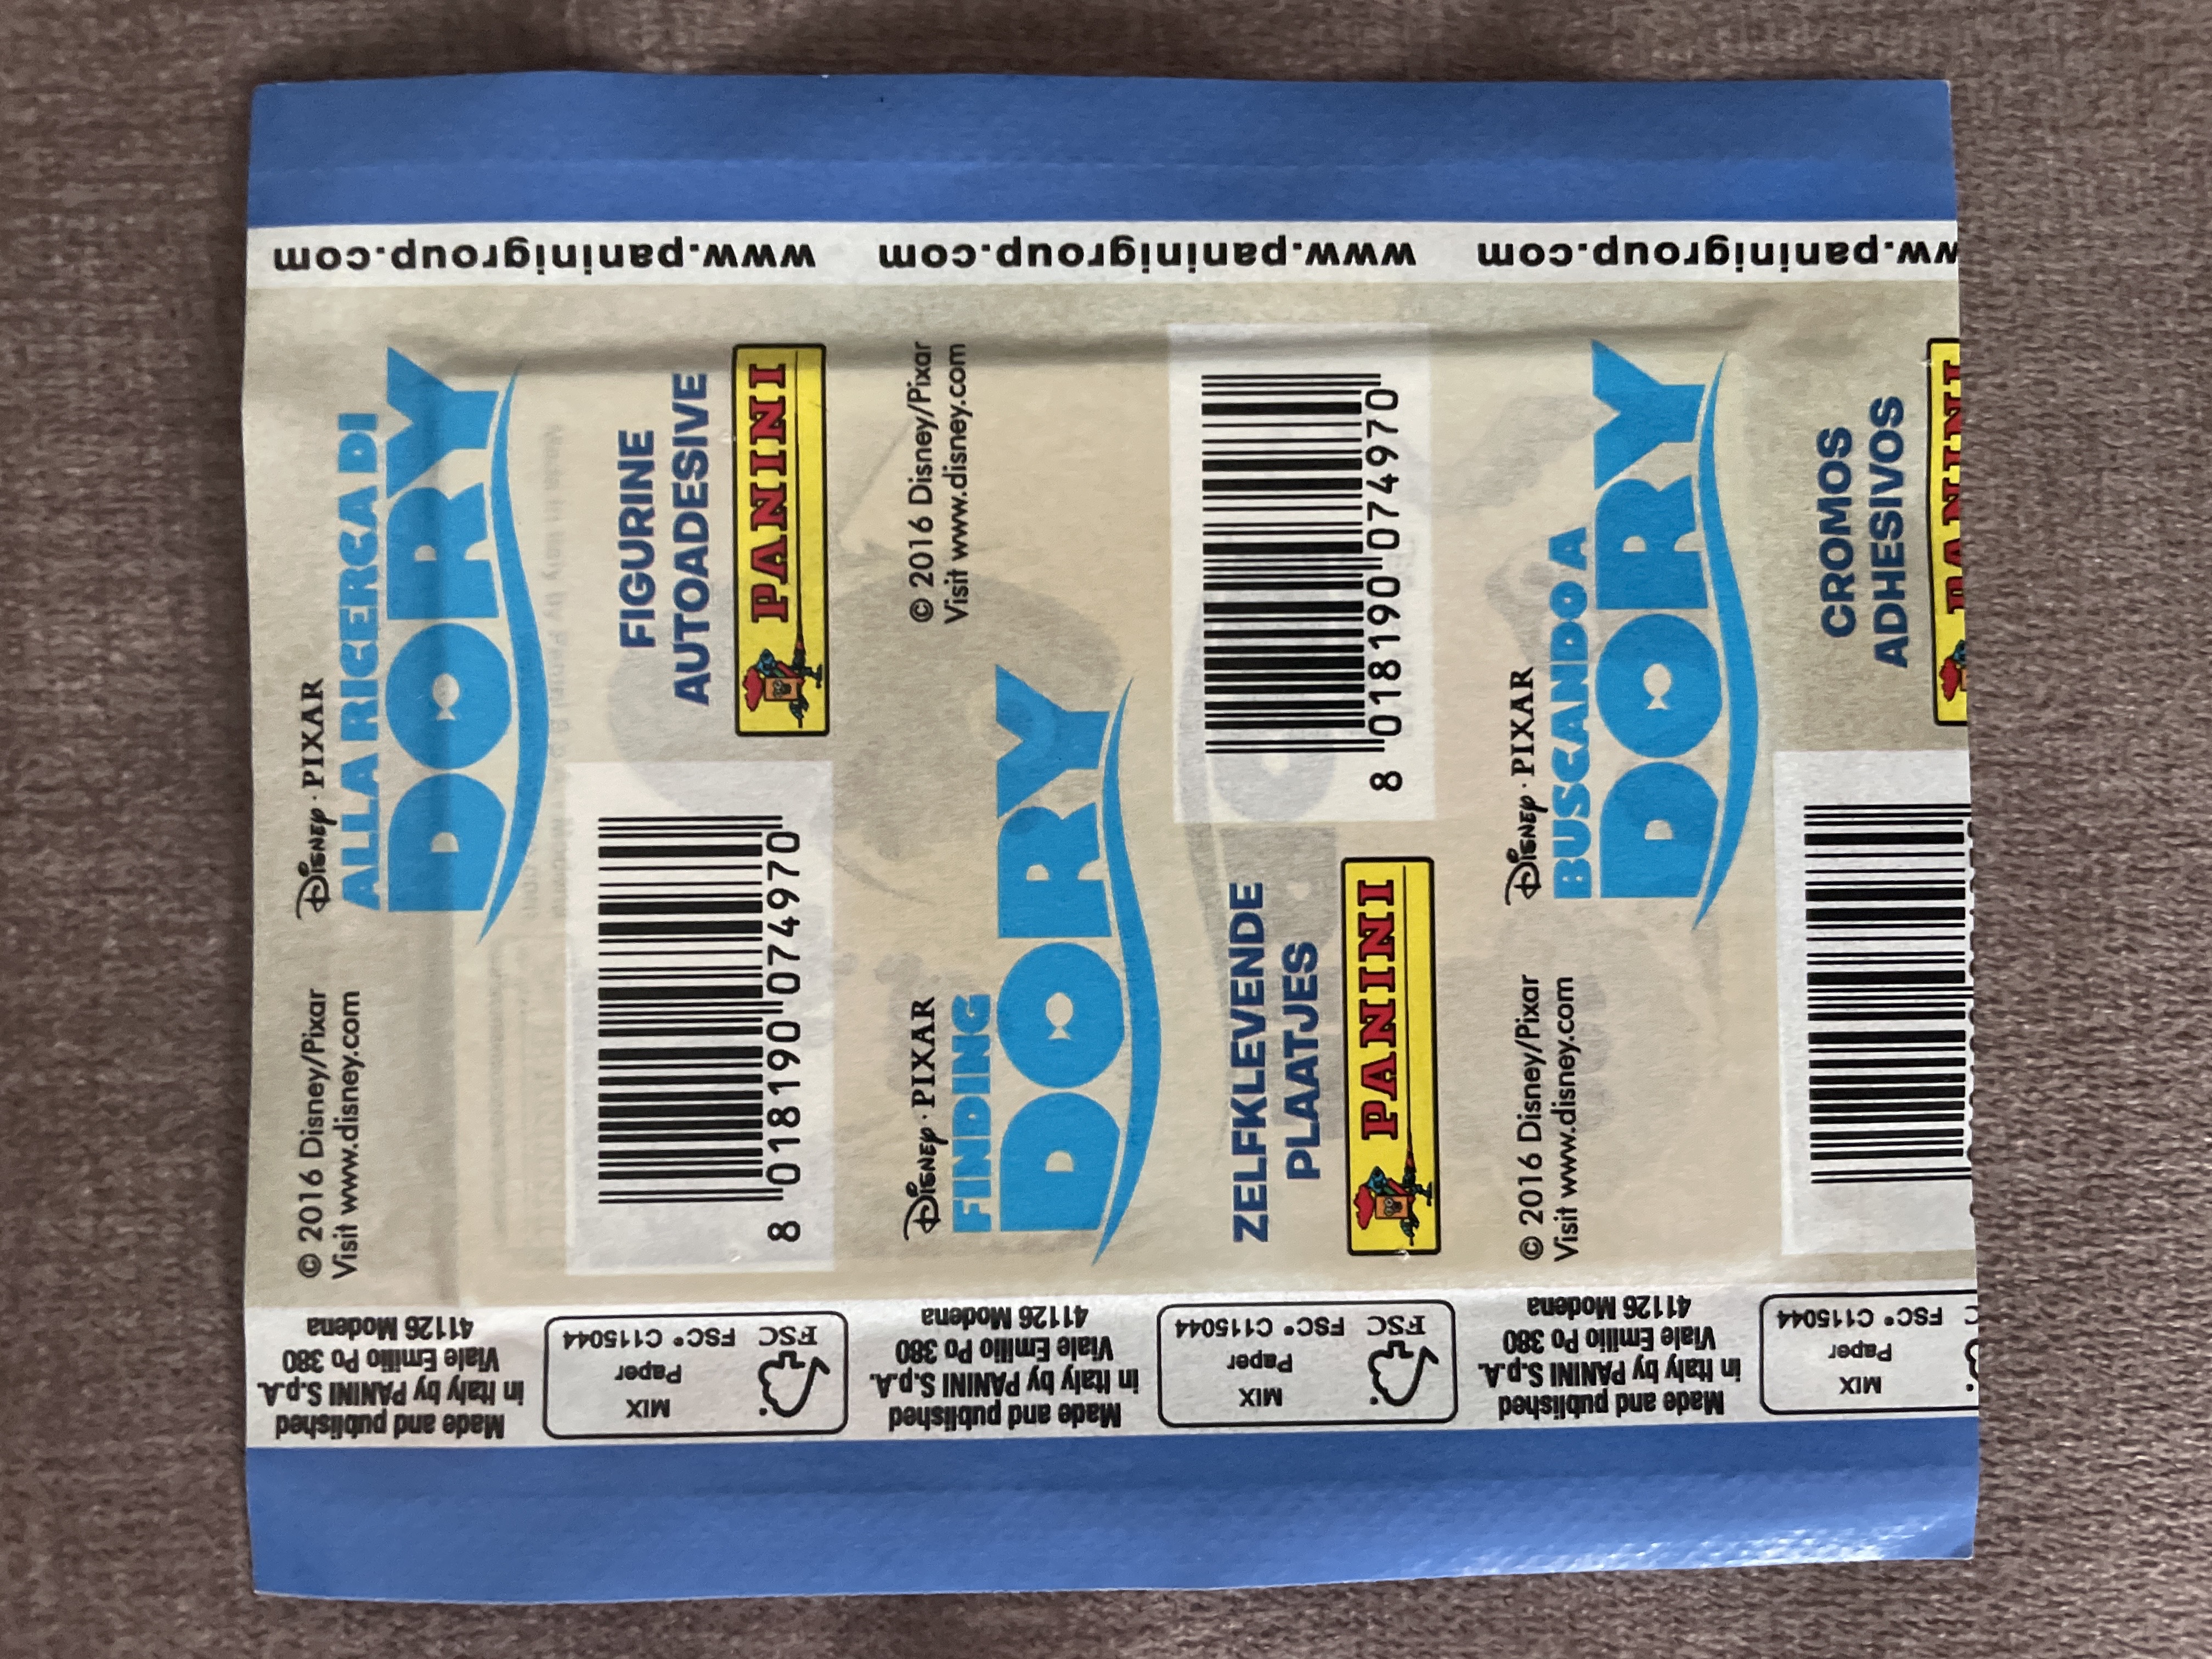 Made and published
in Italy by PANINI S.p.A.
Viale Emilio Po 380
41126 Modena
MIX
Paper
FSC® C115044
FSC
Made and published
in Italy by PANINI S.p.A.
Viale Emilio Po 380
41126 Modena
MIX
Paper
FSC® C115044
FSC
Made and published
in Italy by PANINI S.p.A.
Viale Emilio Po 380
41126 Modena
MIX
Paper
FSC® C115044
© 2016 Disney/Pixar
Visit www.disney.com
Disney · PIXAR
ALLA RICERCA DI
DORY
8 018190 074970
FIGURINE
AUTOADESIVE
PANINI
Disney · PIXAR
FINDING
DORY
© 2016 Disney/Pixar
Visit www.disney.com
ZELFKLEVENDE
PLAATJES
PANINI
8 018190 074970
© 2016 Disney/Pixar
Visit www.disney.com
Disney · PIXAR
BUSCANDO A
DORY
CROMOS
ADHESIVOS
PANINI
www.paninigroup.com
www.paninigroup.com
www.paninigroup.com